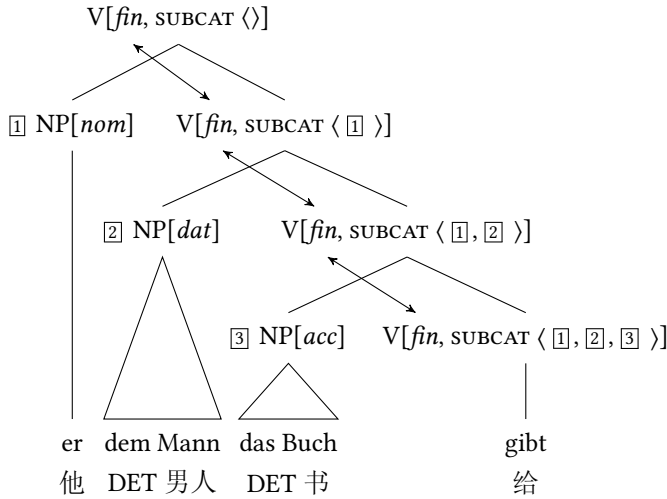 V[fin, SUBCAT ⟨⟩]
1 NP[nom] V[fin, SUBCAT ⟨ 1 ⟩]
2 NP[dat] V[fin, SUBCAT ⟨ 1, 2 ⟩]
3 NP[acc] V[fin, SUBCAT ⟨ 1, 2, 3 ⟩]
er dem Mann das Buch gibt
他 DET 男人 DET 书 给